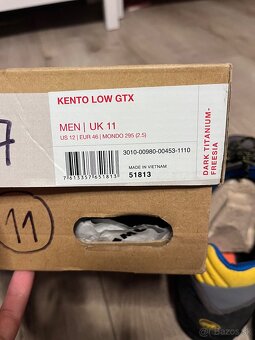 KENTO LOW GTX
MEN | UK 11
US 12 | EUR 46 | MONDO 295 (2.5)
3010-00980-00453-1110
7613357651813
51813
MADE IN VIETNAM
DARK TITANIUM-
FREESIA
7
11